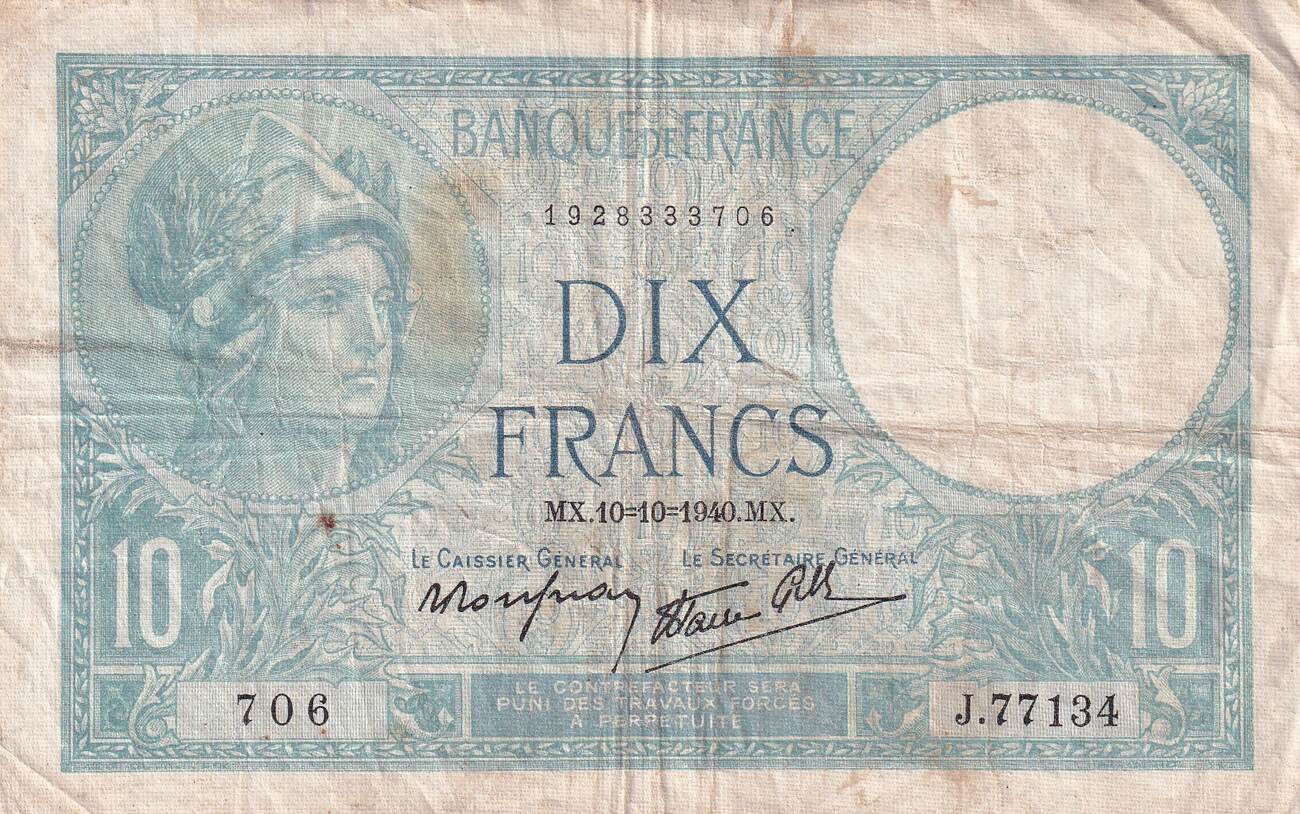 BANQUE DE FRANCE
1928333706
DIX
FRANCS
MX.10=10=1940.MX.
LE CAISSIER GÉNÉRAL LE SECRÉTAIRE GÉNÉRAL
10 10
706 J.77134
LE CONTREFACTEUR SERA
PUNI DES TRAVAUX FORCÉS
À PERPÉTUITÉ